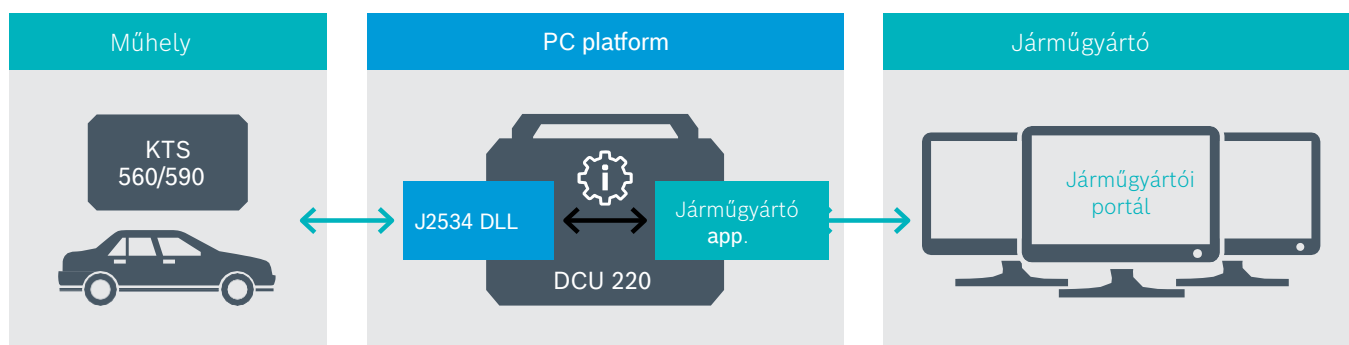 Műhely
PC platform
Járműgyártó
KTS
560/590
J2534 DLL
i
Járműgyártó
app.
DCU 220
Járműgyártói
portál